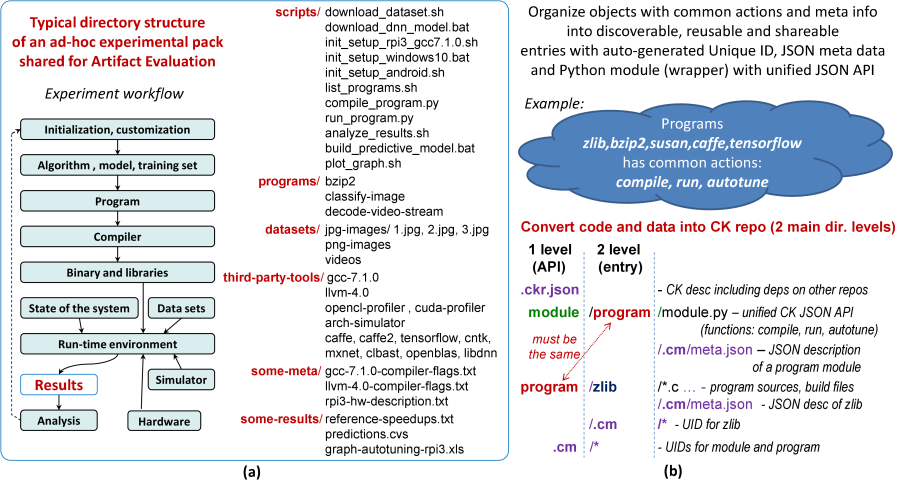 Typical directory structure
of an ad-hoc experimental pack
shared for Artifact Evaluation
Experiment workflow
Initialization, customization
Algorithm , model, training set
Program
Compiler
Binary and libraries
State of the system
Data sets
Run-time environment
Results
Simulator
Analysis
Hardware
scripts/ download_dataset.sh
download_dnn_model.bat
init_setup_rpi3_gcc7.1.0.sh
init_setup_windows10.bat
init_setup_android.sh
list_programs.sh
compile_program.py
run_program.py
analyze_results.sh
build_predictive_model.bat
plot_graph.sh
programs/ bzip2
classify-image
decode-video-stream
datasets/ jpg-images/ 1.jpg, 2.jpg, 3.jpg
png-images
videos
third-party-tools/ gcc-7.1.0
llvm-4.0
opencl-profiler , cuda-profiler
arch-simulator
caffe, caffe2, tensorflow, cntk,
mxnet, clbast, openblas, libdnn
some-meta/ gcc-7.1.0-compiler-flags.txt
llvm-4.0-compiler-flags.txt
rpi3-hw-description.txt
some-results/ reference-speedups.txt
predictions.cvs
graph-autotuning-rpi3.xls
(a)
Organize objects with common actions and meta info
into discoverable, reusable and shareable
entries with auto-generated Unique ID, JSON meta data
and Python module (wrapper) with unified JSON API
Example:
Programs
zlib,bzip2,susan,caffe,tensorflow
has common actions:
compile, run, autotune
Convert code and data into CK repo (2 main dir. levels)
1 level 2 level
(API) (entry)
.ckr.json - CK desc including deps on other repos
module /program /module.py – unified CK JSON API
(functions: compile, run, autotune)
must be
the same
/.cm/meta.json – JSON description
of a program module
program /zlib /*.c ... - program sources, build files
/.cm/meta.json - JSON desc of zlib
/.cm /* - UID for zlib
.cm /* - UIDs for module and program
(b)